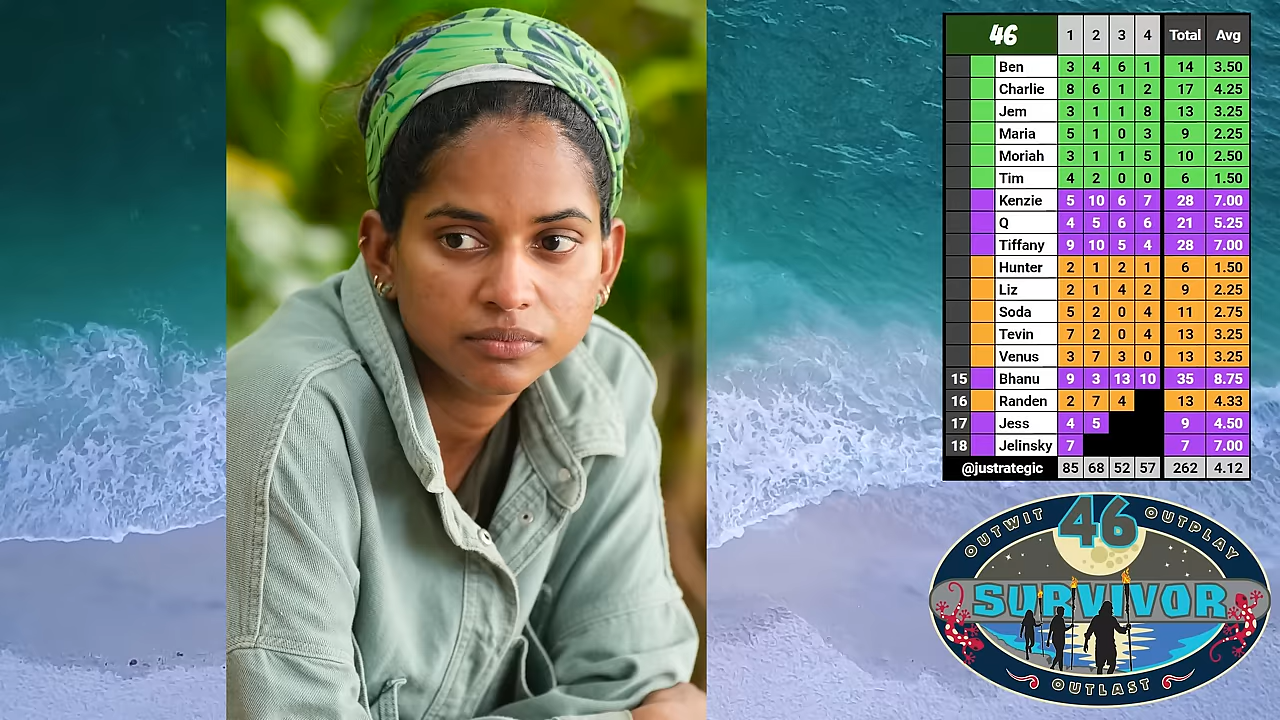 46 1 2 3 4 Total Avg
Ben 3 4 6 1 14 3.50
Charlie 8 6 1 2 17 4.25
Jem 3 1 1 8 13 3.25
Maria 5 1 0 3 9 2.25
Moriah 3 1 1 5 10 2.50
Tim 4 2 0 0 6 1.50
Kenzie 5 10 6 7 28 7.00
Q 4 5 6 6 21 5.25
Tiffany 9 10 5 4 28 7.00
Hunter 2 1 2 1 6 1.50
Liz 2 1 4 2 9 2.25
Soda 5 2 0 4 11 2.75
Tevin 7 2 0 4 13 3.25
Venus 3 7 3 0 13 3.25
15 Bhanu 9 3 13 10 35 8.75
16 Randen 2 7 4 13 4.33
17 Jess 4 5 9 4.50
18 Jelinsky 7 7 7.00
@justrategic 85 68 52 57 262 4.12
OUTWIT 46 OUTPLAY
SURVIVOR
OUTLAST